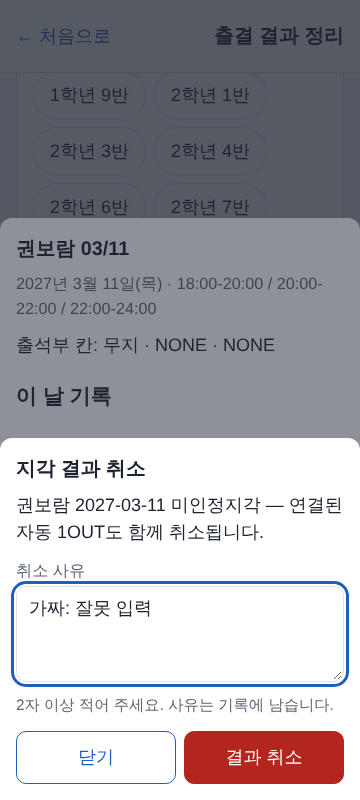 ← 처음으로
출결 결과 정리
1학년 9반
2학년 1반
2학년 3반
2학년 4반
2학년 6반
2학년 7반
권보람 03/11
2027년 3월 11일(목) · 18:00-20:00 / 20:00-
22:00 / 22:00-24:00
출석부 칸: 무지 · NONE · NONE
이 날 기록
지각 결과 취소
권보람 2027-03-11 미인정지각 — 연결된
자동 1OUT도 함께 취소됩니다.
취소 사유
가짜: 잘못 입력
2자 이상 적어 주세요. 사유는 기록에 남습니다.
닫기
결과 취소